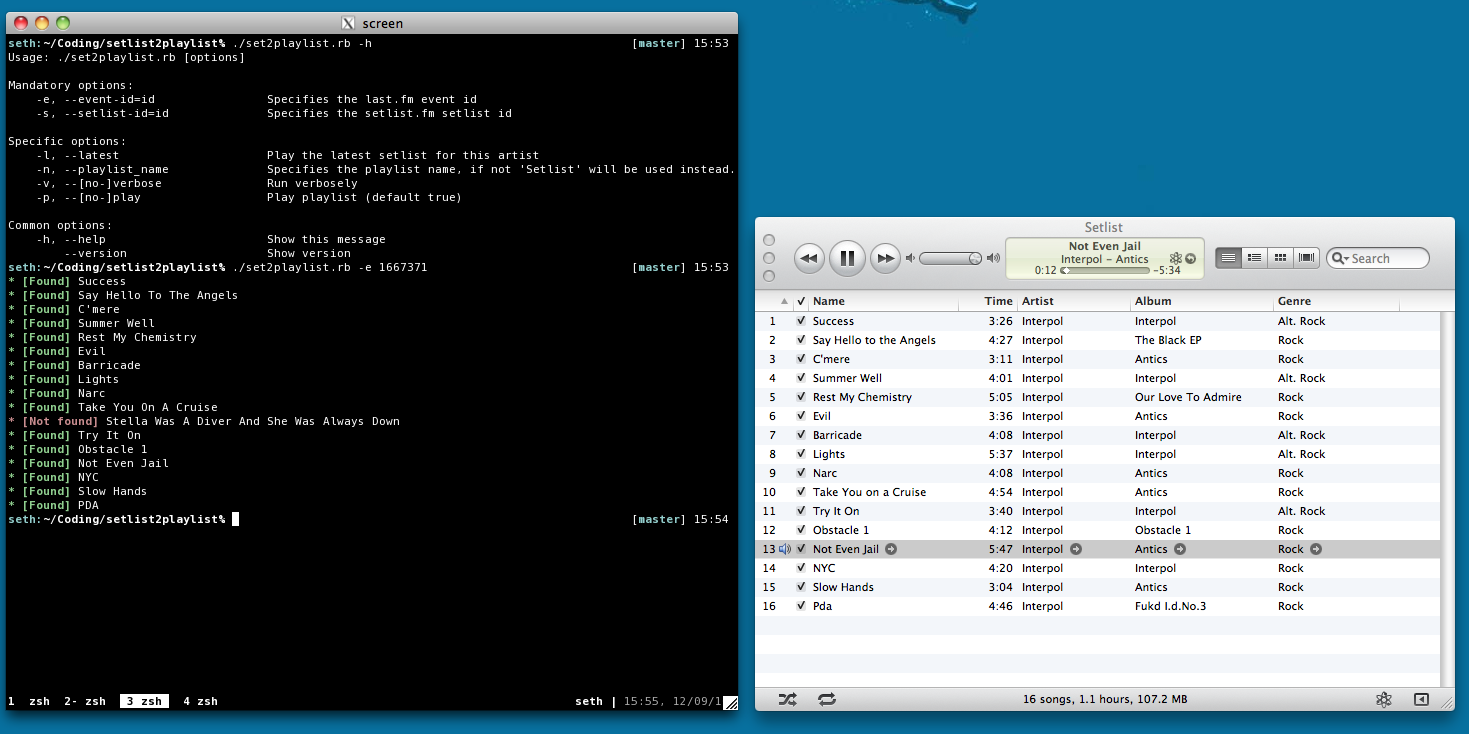 screen
seth:~/Coding/setlist2playlist% ./set2playlist.rb -h [master] 15:53
Usage: ./set2playlist.rb [options]
Mandatory options:
-e, --event-id=id Specifies the last.fm event id
-s, --setlist-id=id Specifies the setlist.fm setlist id
Specific options:
-l, --latest Play the latest setlist for this artist
-n, --playlist_name Specifies the playlist name, if not 'Setlist' will be used instead.
-v, --[no-]verbose Run verbosely
-p, --[no-]play Play playlist (default true)
Common options:
-h, --help Show this message
--version Show version
seth:~/Coding/setlist2playlist% ./set2playlist.rb -e 1667371 [master] 15:53
* [Found] Success
* [Found] Say Hello To The Angels
* [Found] C'mere
* [Found] Summer Well
* [Found] Rest My Chemistry
* [Found] Evil
* [Found] Barricade
* [Found] Lights
* [Found] Narc
* [Found] Take You On A Cruise
* [Not found] Stella Was A Diver And She Was Always Down
* [Found] Try It On
* [Found] Obstacle 1
* [Found] Not Even Jail
* [Found] NYC
* [Found] Slow Hands
* [Found] PDA
seth:~/Coding/setlist2playlist% [master] 15:54
1 zsh 2- zsh 3 zsh 4 zsh seth | 15:55, 12/09/1
Setlist
Not Even Jail
Interpol – Antics
0:12 -5:34
Search
Name Time Artist Album Genre
1 Success 3:26 Interpol Interpol Alt. Rock
2 Say Hello to the Angels 4:27 Interpol The Black EP Rock
3 C'mere 3:11 Interpol Antics Rock
4 Summer Well 4:01 Interpol Interpol Alt. Rock
5 Rest My Chemistry 5:05 Interpol Our Love To Admire Rock
6 Evil 3:36 Interpol Antics Rock
7 Barricade 4:08 Interpol Interpol Alt. Rock
8 Lights 5:37 Interpol Interpol Alt. Rock
9 Narc 4:08 Interpol Antics Rock
10 Take You on a Cruise 4:54 Interpol Antics Rock
11 Try It On 3:40 Interpol Interpol Alt. Rock
12 Obstacle 1 4:12 Interpol Obstacle 1 Rock
13 Not Even Jail 5:47 Interpol Antics Rock
14 NYC 4:20 Interpol Interpol Rock
15 Slow Hands 3:04 Interpol Antics Rock
16 Pda 4:46 Interpol Fukd I.d.No.3 Rock
16 songs, 1.1 hours, 107.2 MB